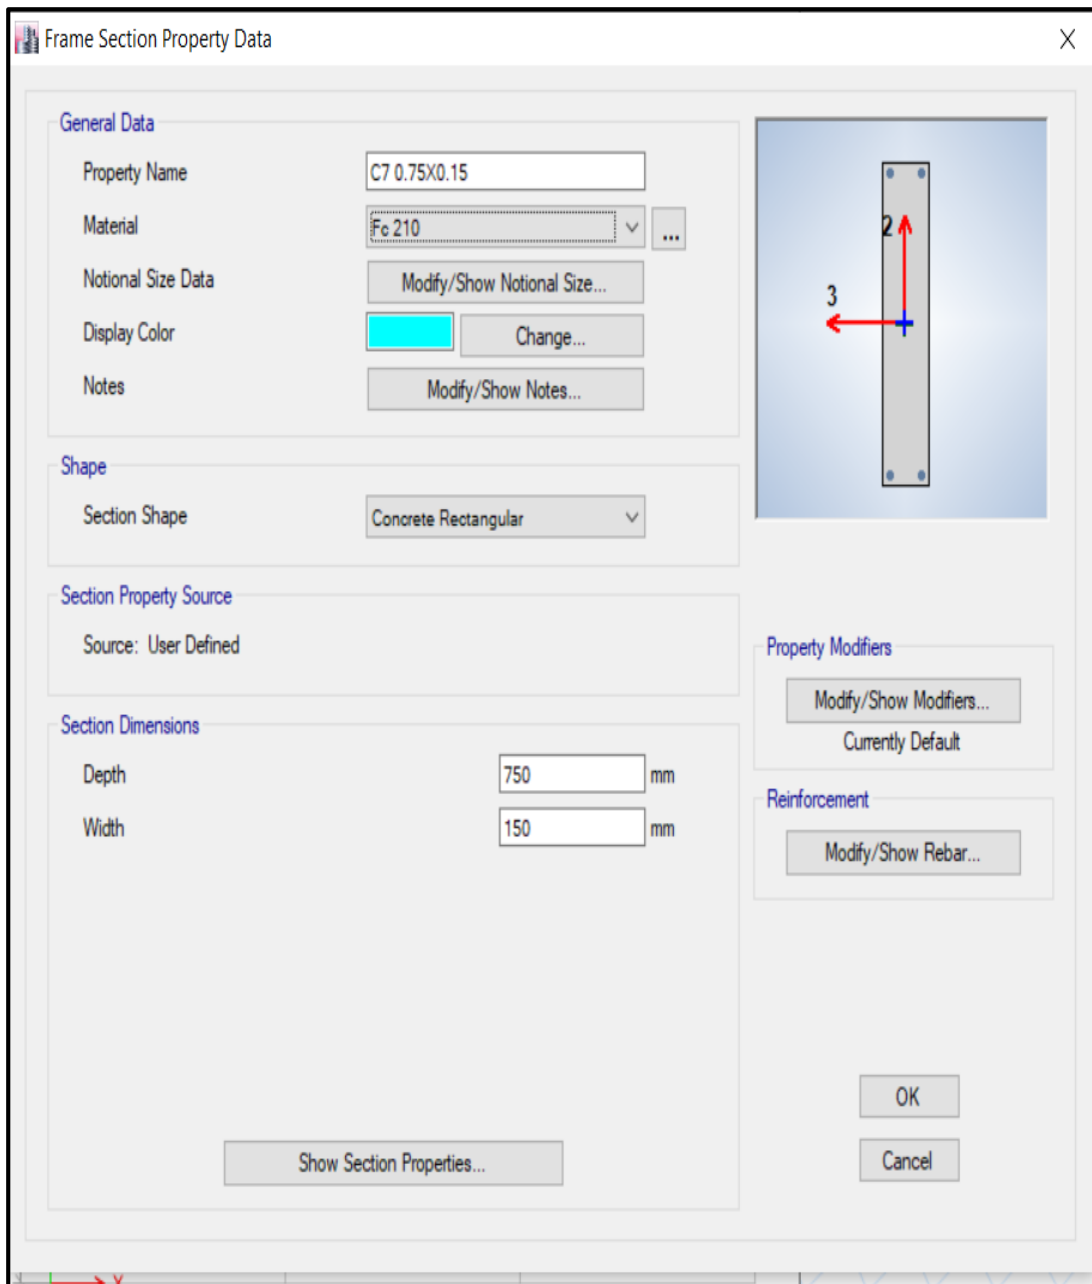 Frame Section Property Data
X
General Data
Property Name
C7 0.75X0.15
Material
Fc 210
...
Notional Size Data
Modify/Show Notional Size...
Display Color
Change...
Notes
Modify/Show Notes...
2
3
Shape
Section Shape
Concrete Rectangular
Section Property Source
Source: User Defined
Property Modifiers
Modify/Show Modifiers...
Currently Default
Section Dimensions
Depth
750
mm
Width
150
mm
Reinforcement
Modify/Show Rebar...
Show Section Properties...
OK
Cancel